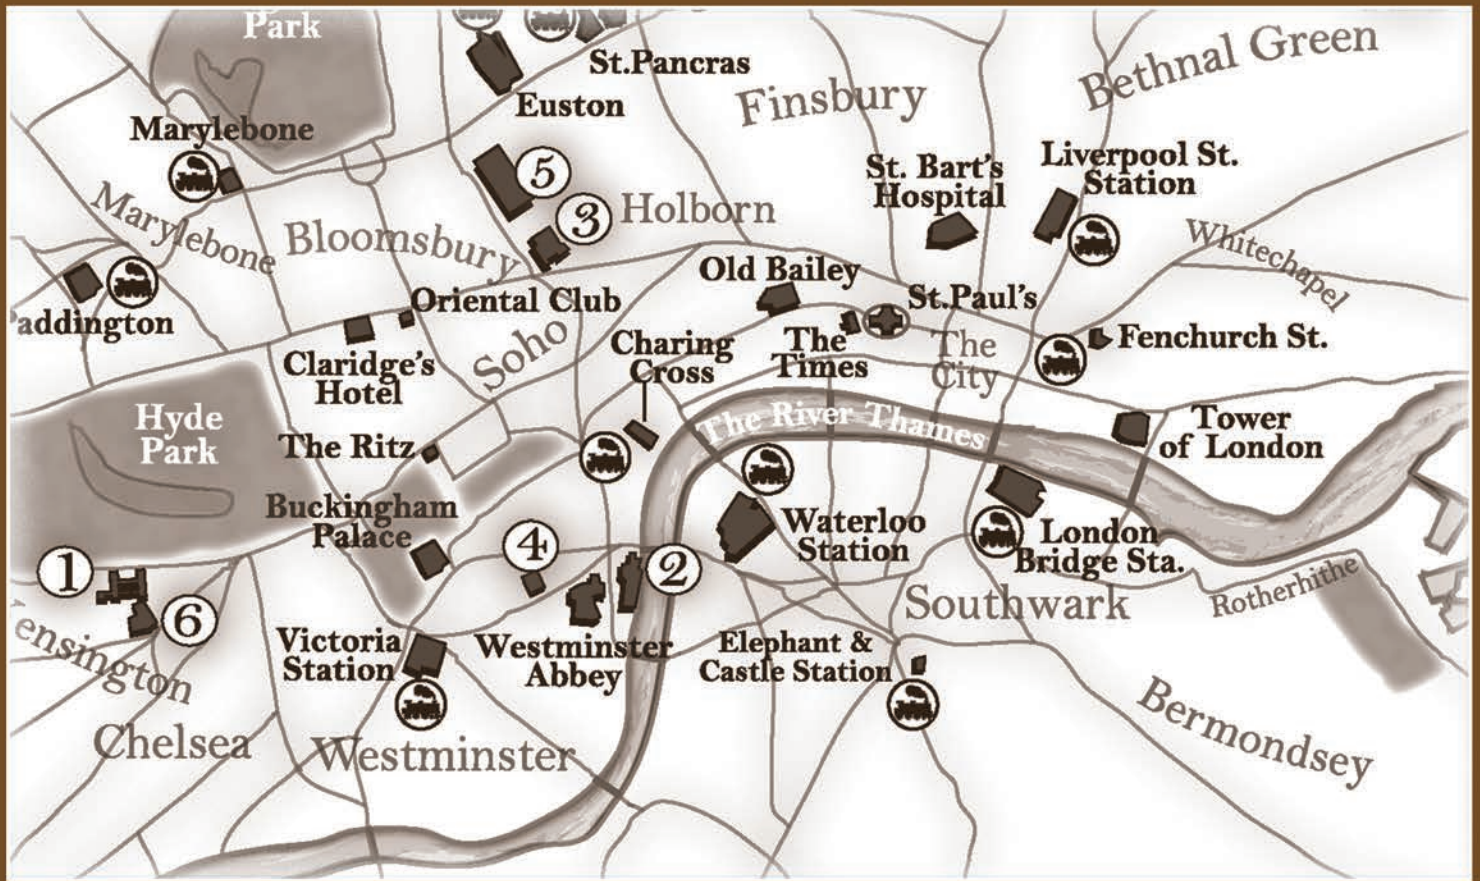 Park
St.Pancras
Euston
Finsbury
Bethnal Green
Marylebone
5
St. Bart's
Hospital
Liverpool St.
Station
3
Holborn
Marylebone
Bloomsbury
Whitechapel
Old Bailey
Oriental Club
St.Paul's
addington
Soho
Charing
Cross
The
Times
The
City
Fenchurch St.
Claridge's
Hotel
Hyde
Park
The River Thames
Tower
of London
The Ritz
Buckingham
Palace
4
Waterloo
Station
London
Bridge Sta.
1
2
Rotherhithe
6
Southwark
ensington
Victoria
Station
Westminster
Abbey
Elephant &
Castle Station
Chelsea
Westminster
Bermondsey